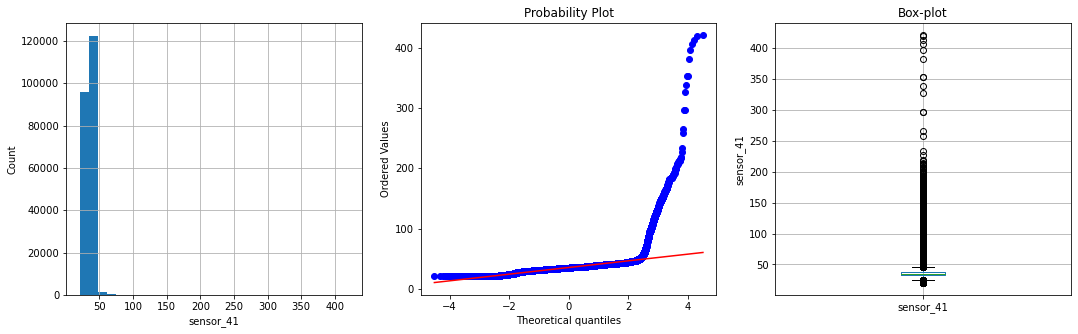 Count
120000
100000
80000
60000
40000
20000
0
50 100 150 200 250 300 350 400
sensor_41
Probability Plot
Ordered Values
400
300
200
100
0
−4 −2 0 2 4
Theoretical quantiles
Box-plot
sensor_41
400
350
300
250
200
150
100
50
sensor_41